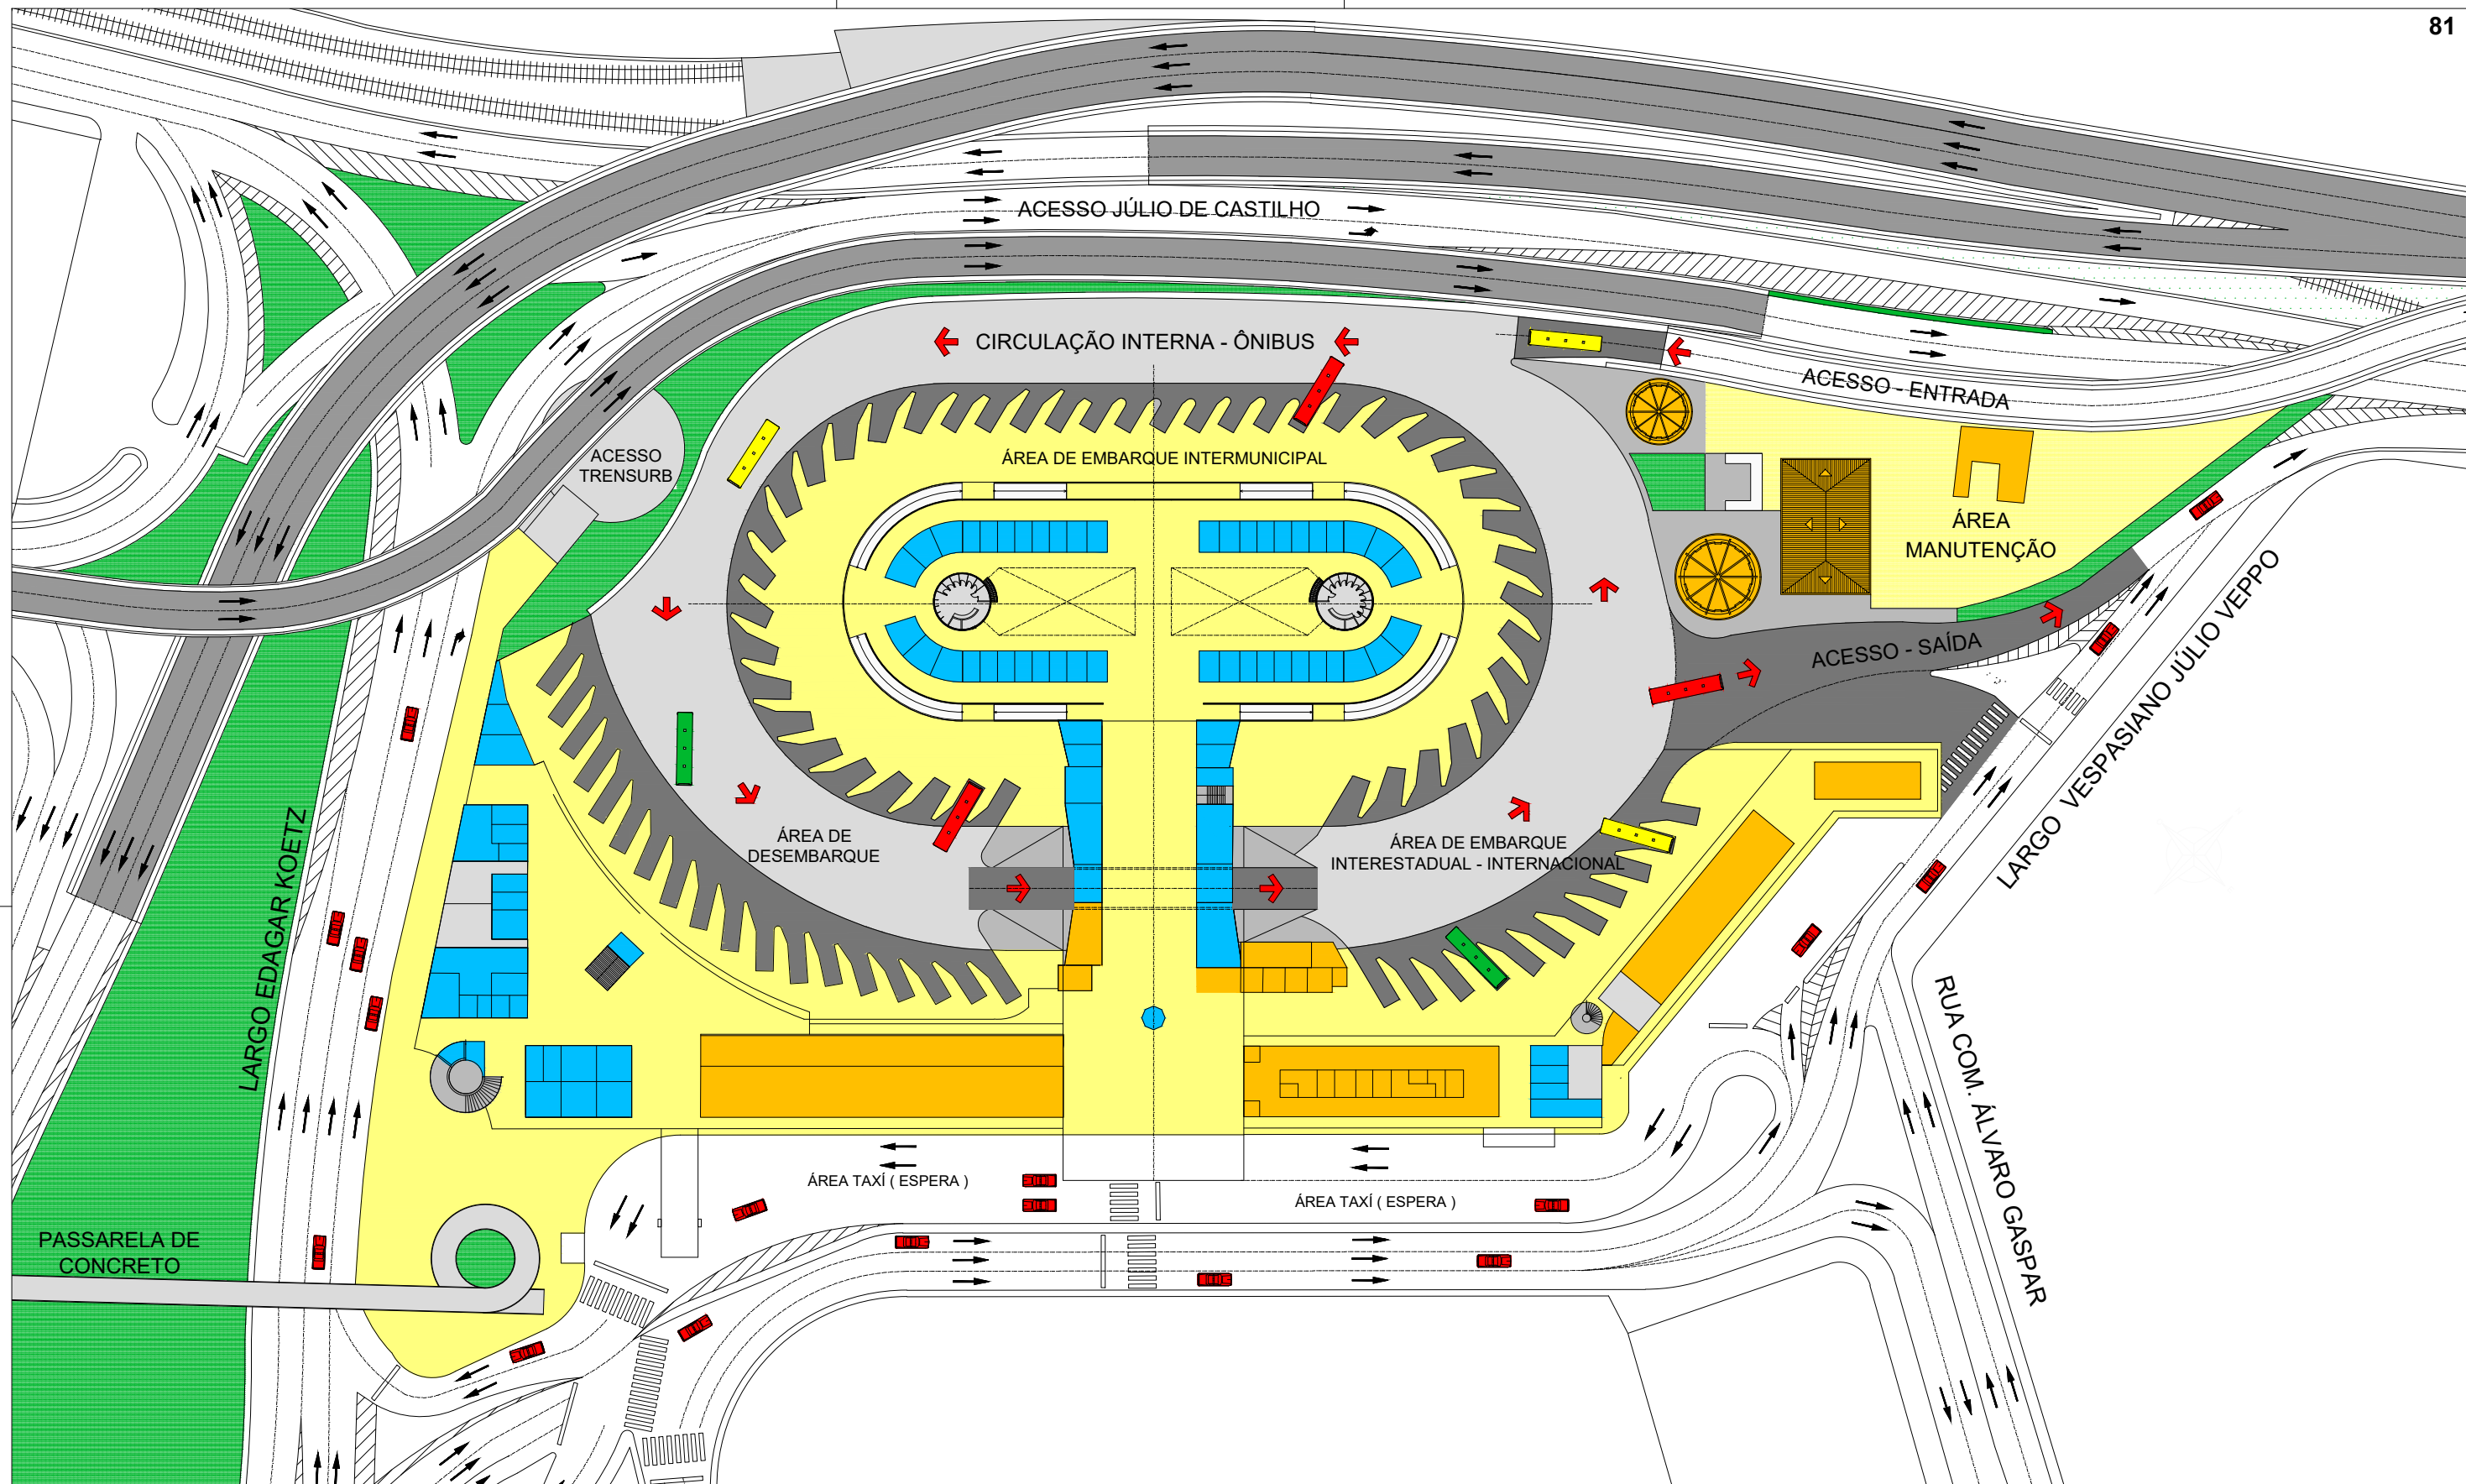 81
ACESSO JÚLIO DE CASTILHO
CIRCULAÇÃO INTERNA - ÔNIBUS
ACESSO - ENTRADA
ACESSO
TRENSURB
ÁREA DE EMBARQUE INTERMUNICIPAL
ÁREA
MANUTENÇÃO
ACESSO - SAÍDA
LARGO VESPASIANO JÚLIO VEPPO
ÁREA DE
DESEMBARQUE
ÁREA DE EMBARQUE
INTERESTADUAL - INTERNACIONAL
LARGO EDAGAR KOETZ
RUA COM. ÁLVARO GASPAR
ÁREA TAXÍ ( ESPERA )
ÁREA TAXÍ ( ESPERA )
PASSARELA DE
CONCRETO